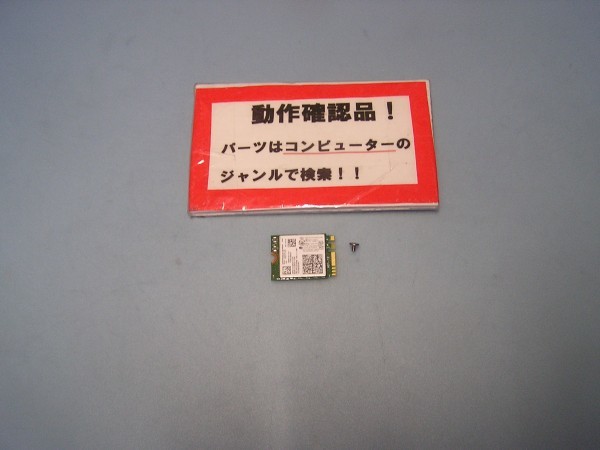 動作確認品！
パーツはコンピューターの
ジャンルで検索！！